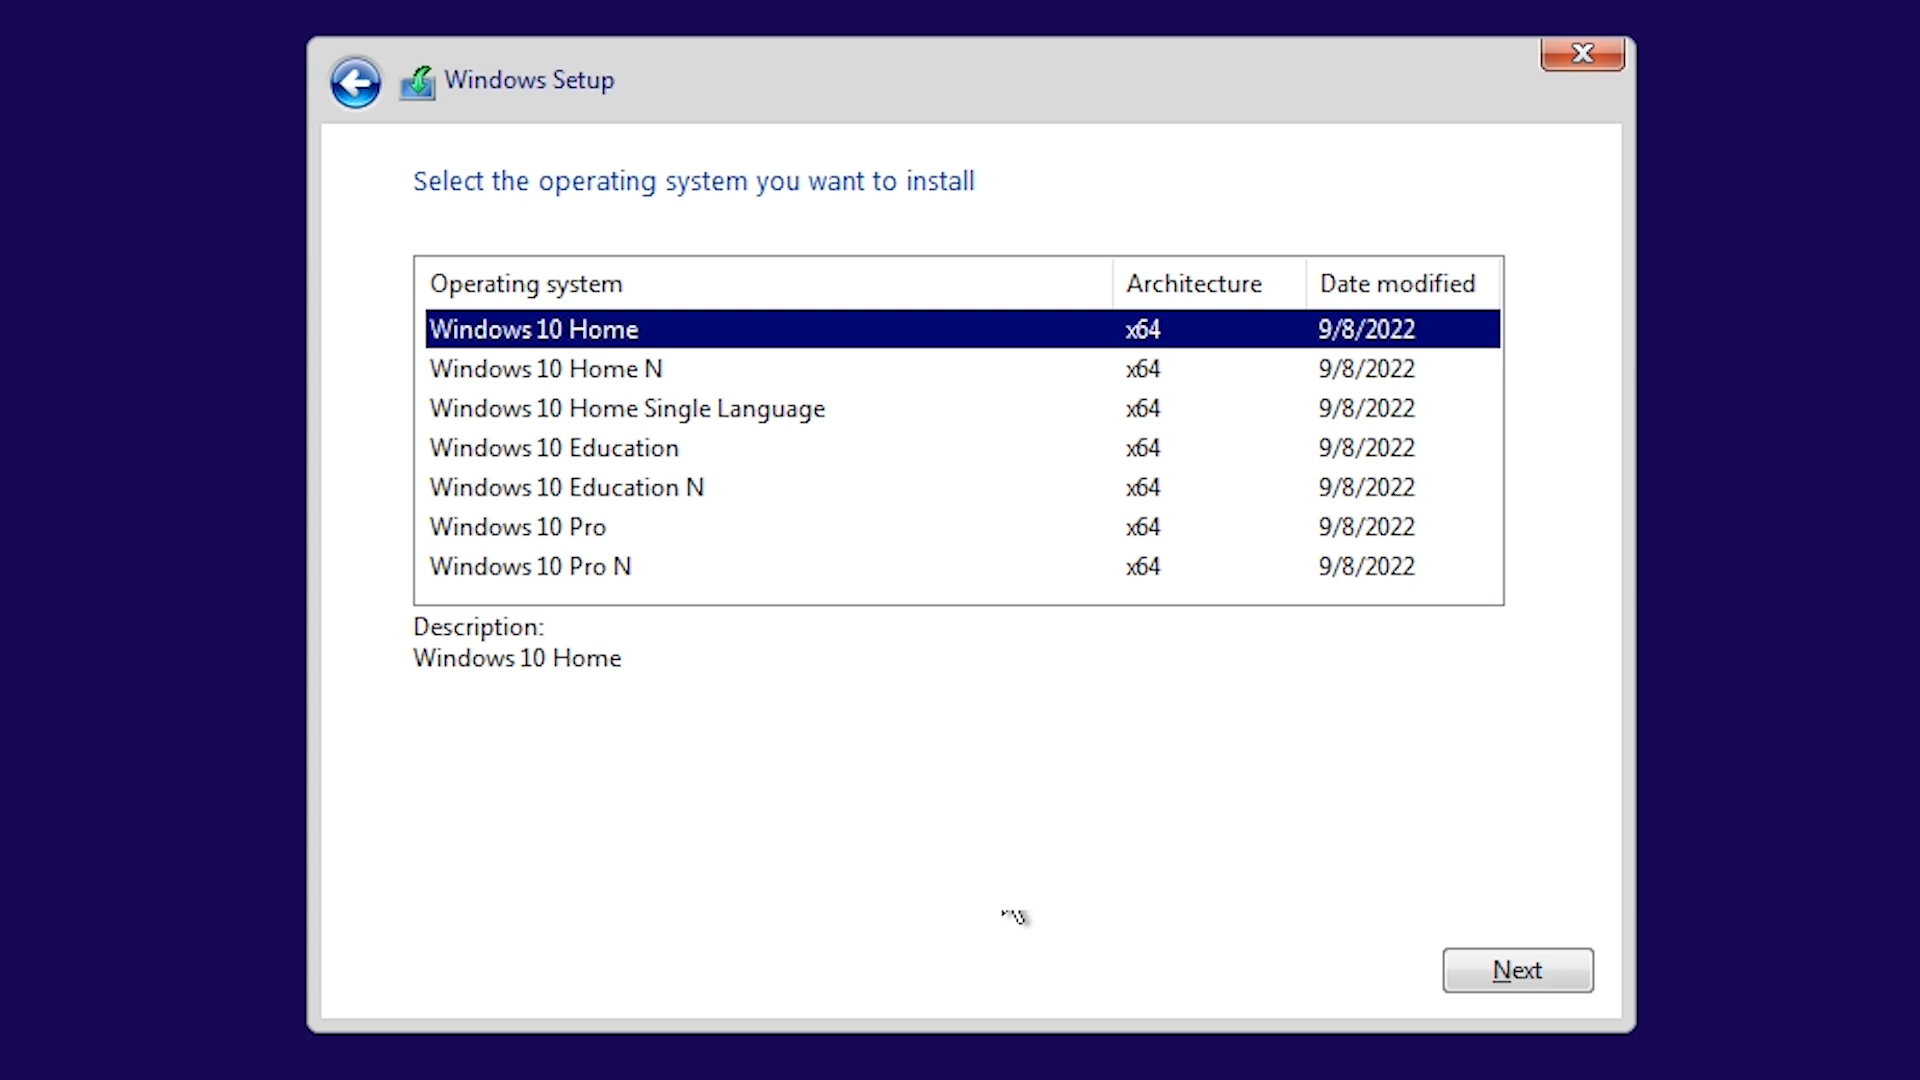 Windows Setup
Select the operating system you want to install
Operating system Architecture Date modified
Windows 10 Home x64 9/8/2022
Windows 10 Home N x64 9/8/2022
Windows 10 Home Single Language x64 9/8/2022
Windows 10 Education x64 9/8/2022
Windows 10 Education N x64 9/8/2022
Windows 10 Pro x64 9/8/2022
Windows 10 Pro N x64 9/8/2022
Description:
Windows 10 Home
Next